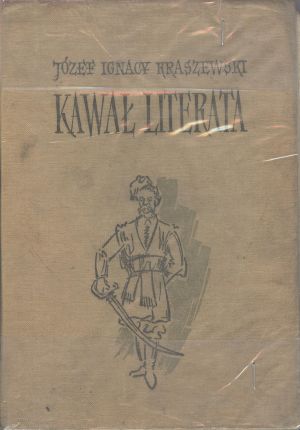 JÓZEF IGNACY KRASZEWSKI
KAWAŁ LITERATA